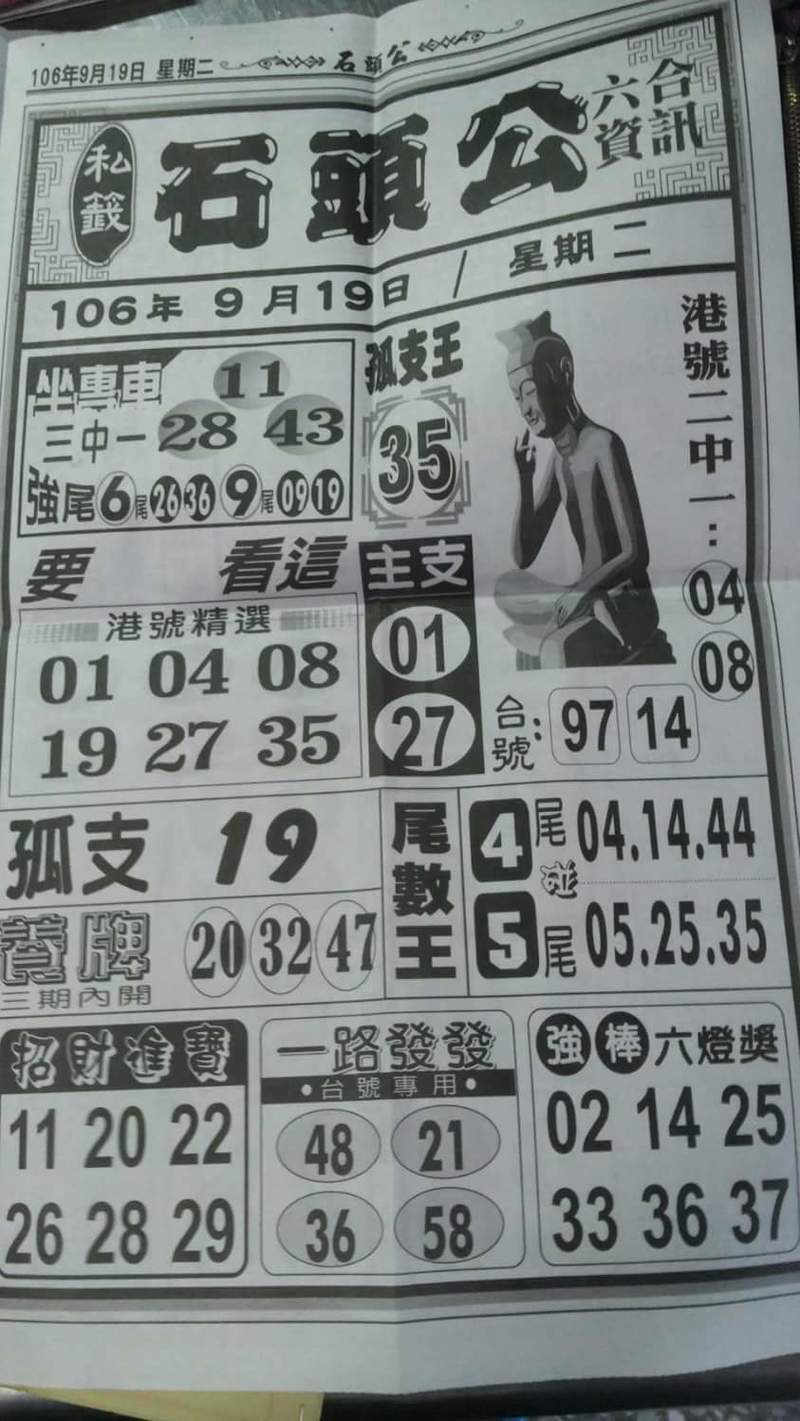 106年9月19日 星期二 石頭公
私籤 石頭公 六合資訊
106年 9月19日 / 星期二
坐專車 11
三中一 28 43
強尾 6尾 26 36 9尾 09 19
孤支王
35
港號二中一：
04
08
要 看這
港號精選
01 04 08
19 27 35
主支
01
27
台號： 97 14
孤支 19
養牌 20 32 47
三期內開
尾數王
4尾 04.14.44
5尾 05.25.35
招財進寶
11 20 22
26 28 29
一路發發
•台號專用•
48 21
36 58
強棒六燈獎
02 14 25
33 36 37